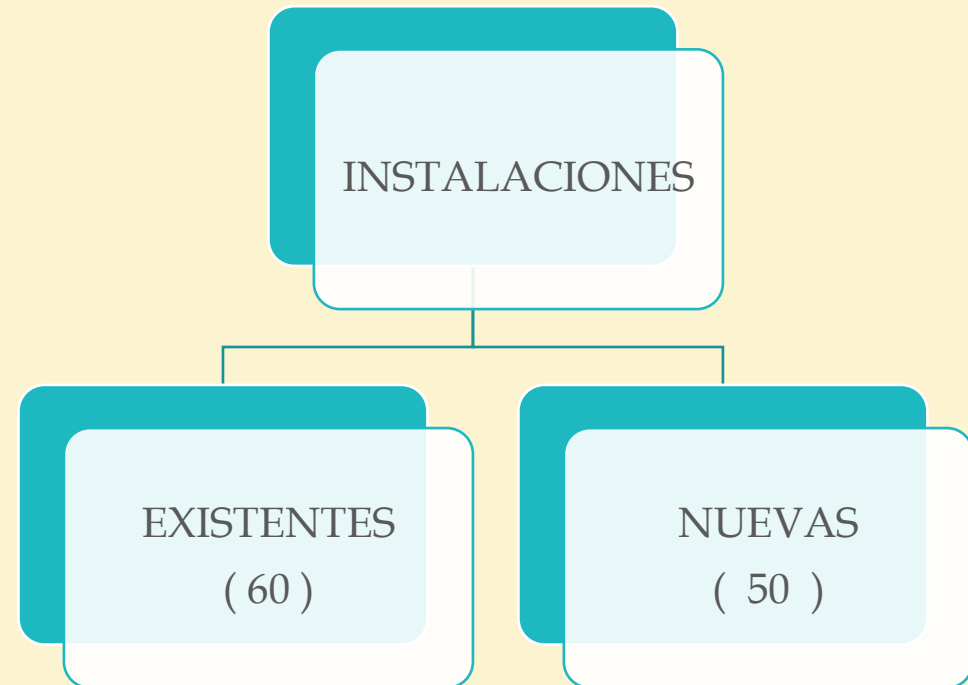 INSTALACIONES
EXISTENTES
( 60 )
NUEVAS
( 50 )